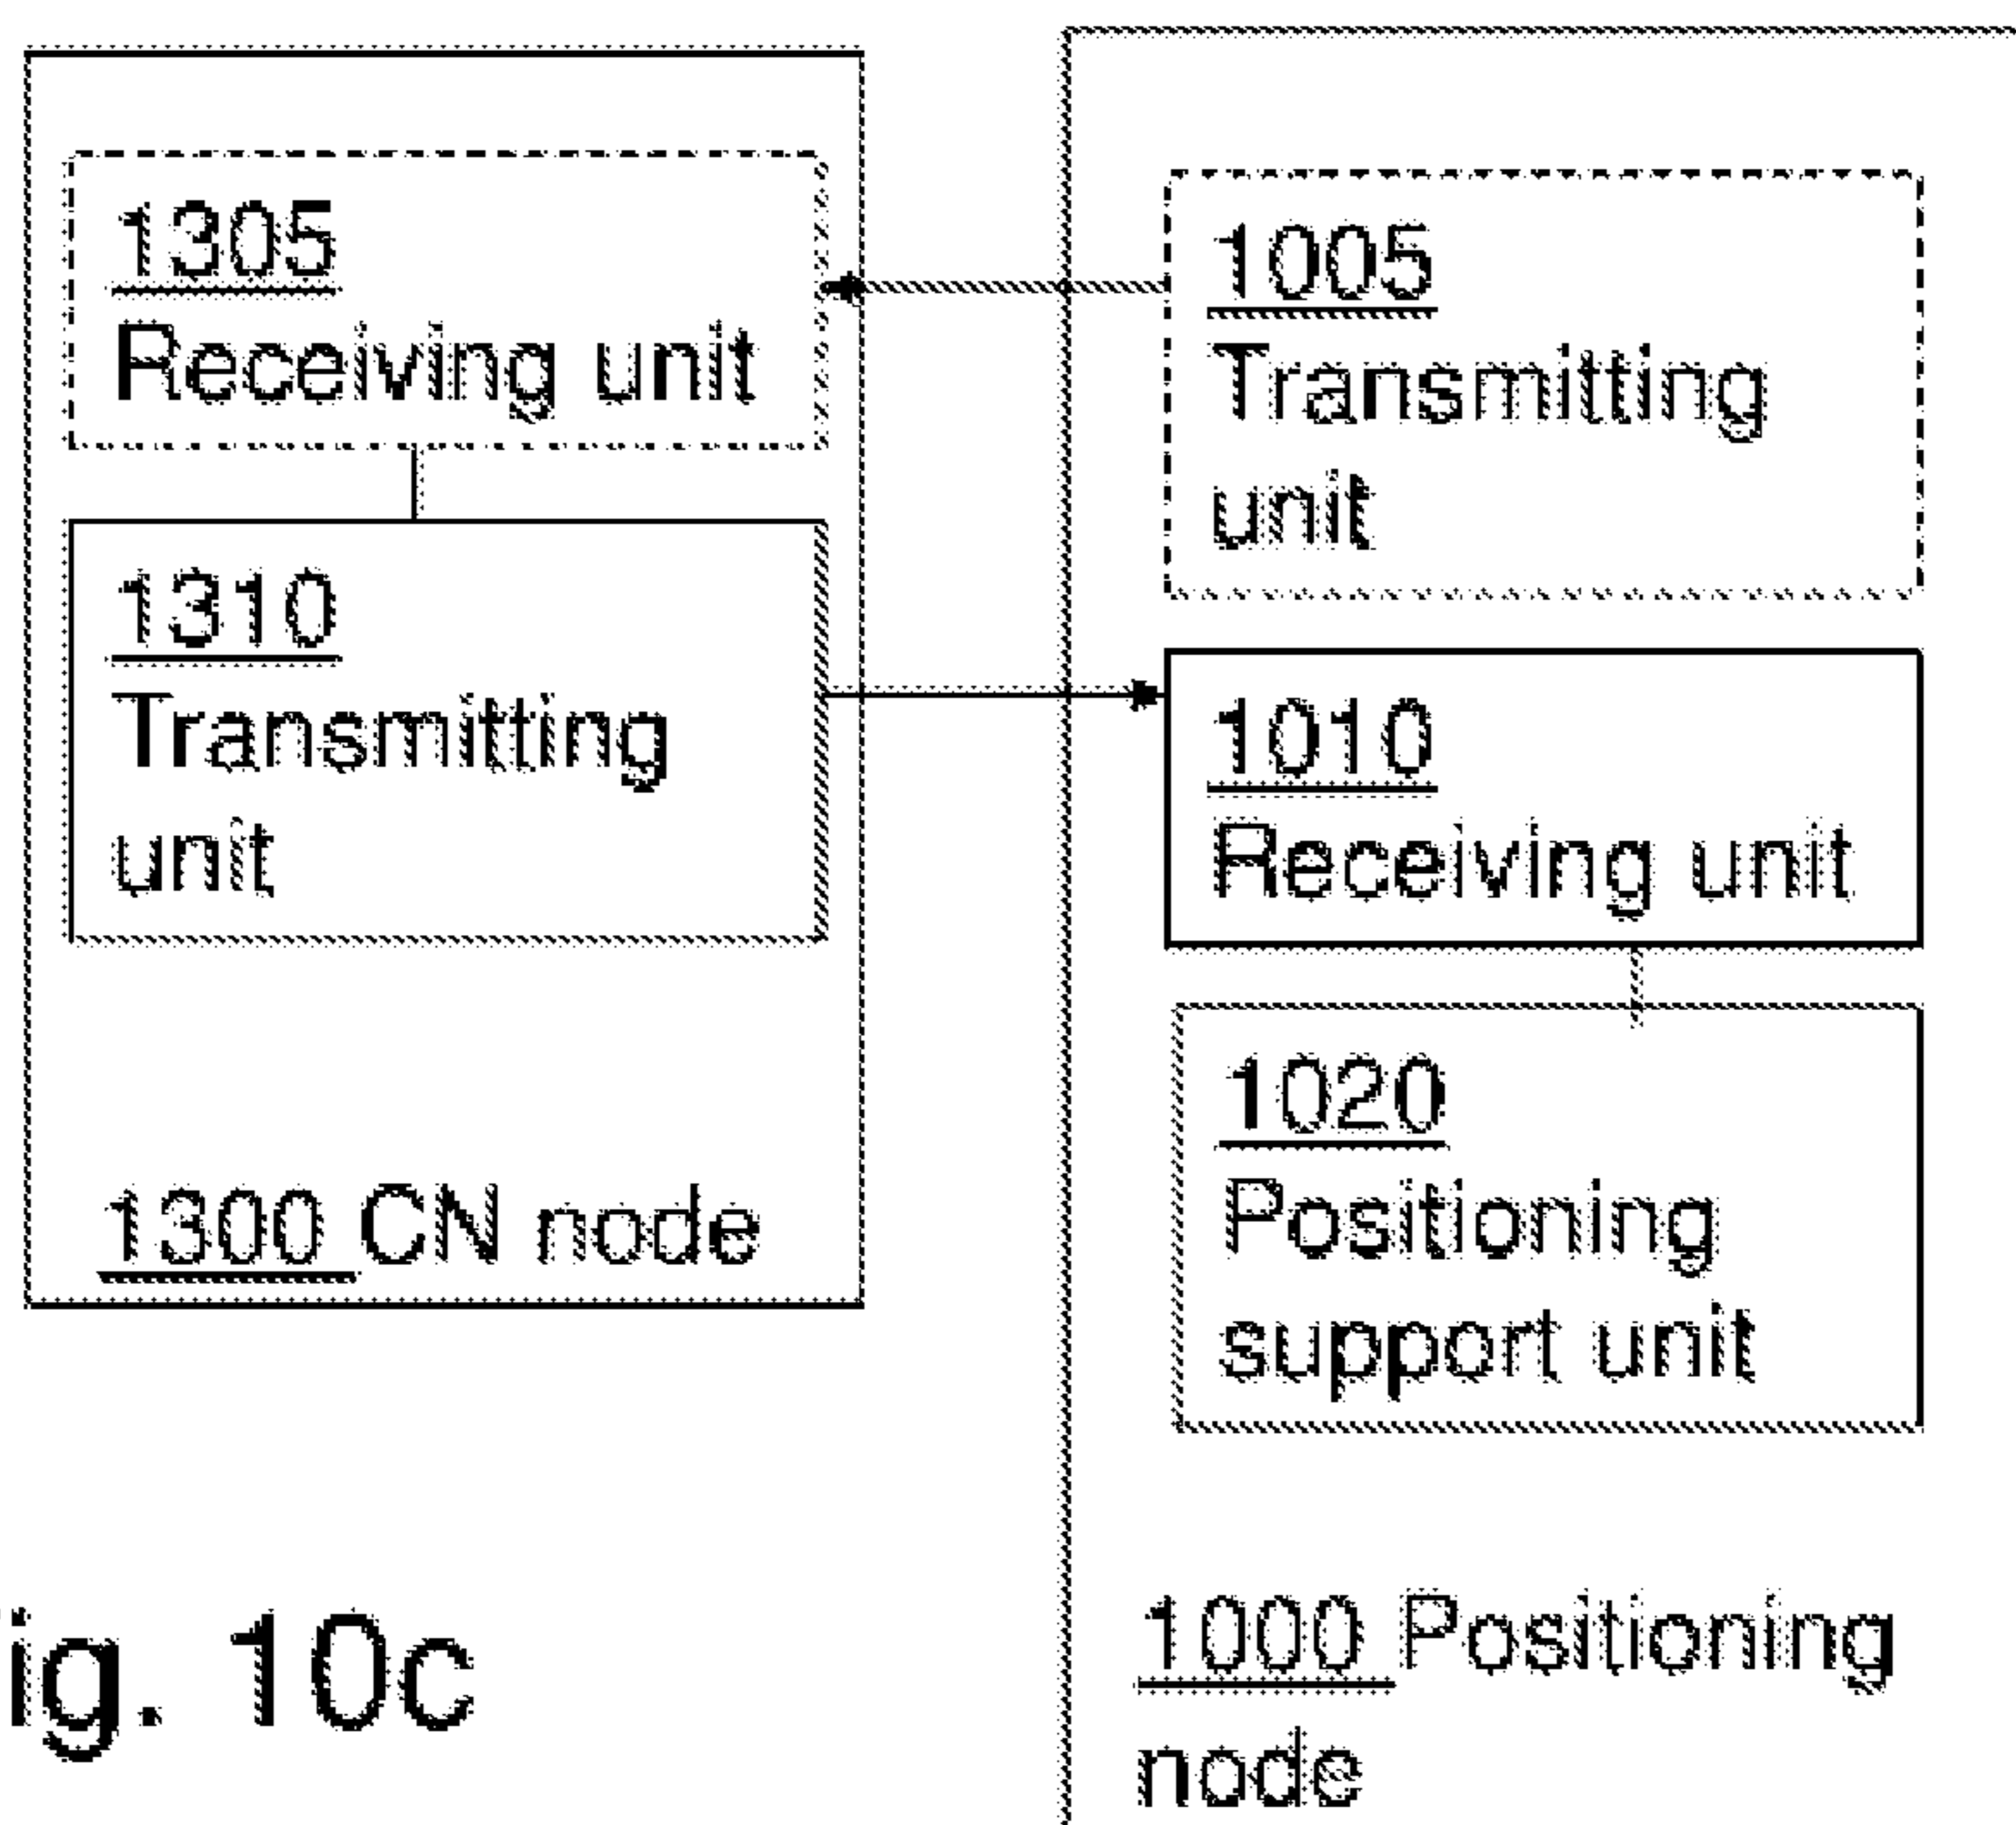 1305
Receiving unit
1310
Transmitting
unit
1300 CN node
1005
Transmitting
unit
1010
Receiving unit
1020
Positioning
support unit
1000 Positioning
node
ig. 10c